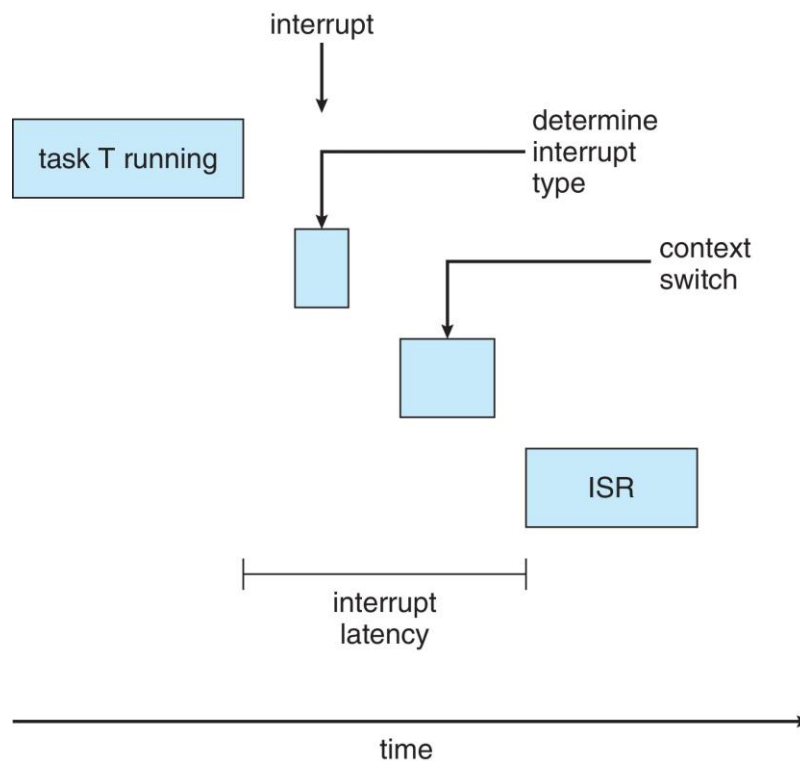 interrupt
task T running
determine
interrupt
type
context
switch
ISR
interrupt
latency
time